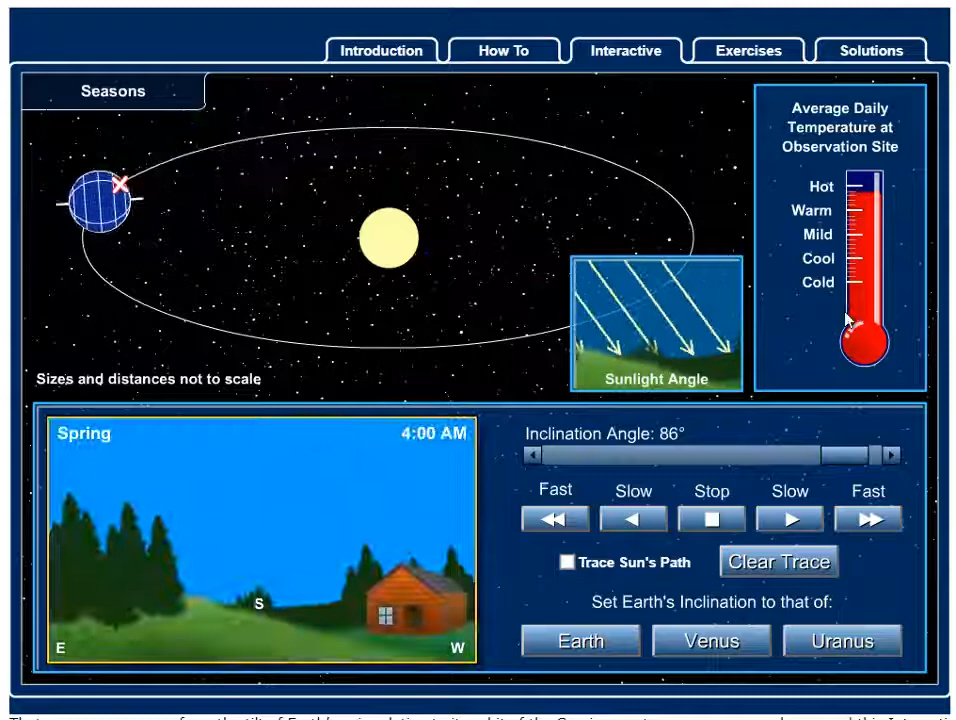 Introduction
How To
Interactive
Exercises
Solutions
Seasons
Average Daily
Temperature at
Observation Site
Hot
Warm
Mild
Cool
Cold
Sunlight Angle
Sizes and distances not to scale
Spring
4:00 AM
S
E
W
Inclination Angle: 86°
Fast
Slow
Stop
Slow
Fast
Trace Sun's Path
Clear Trace
Set Earth's Inclination to that of:
Earth
Venus
Uranus